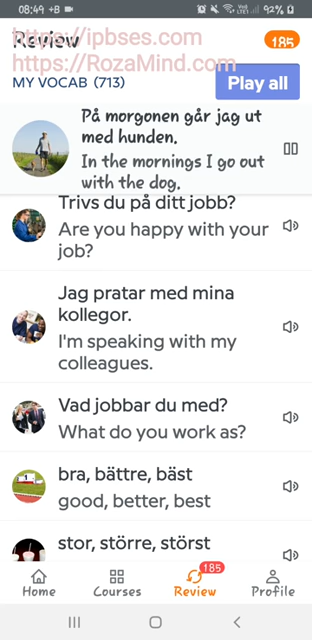 08:49 +B
92%
https://ipbses.com
Review
185
https://RozaMind.com
MY VOCAB (713)
Play all
På morgonen går jag ut
med hunden.
In the mornings I go out
with the dog.
Trivs du på ditt jobb?
Are you happy with your
job?
Jag pratar med mina
kollegor.
I'm speaking with my
colleagues.
Vad jobbar du med?
What do you work as?
bra, bättre, bäst
good, better, best
stor, större, störst
185
Home
Courses
Review
Profile